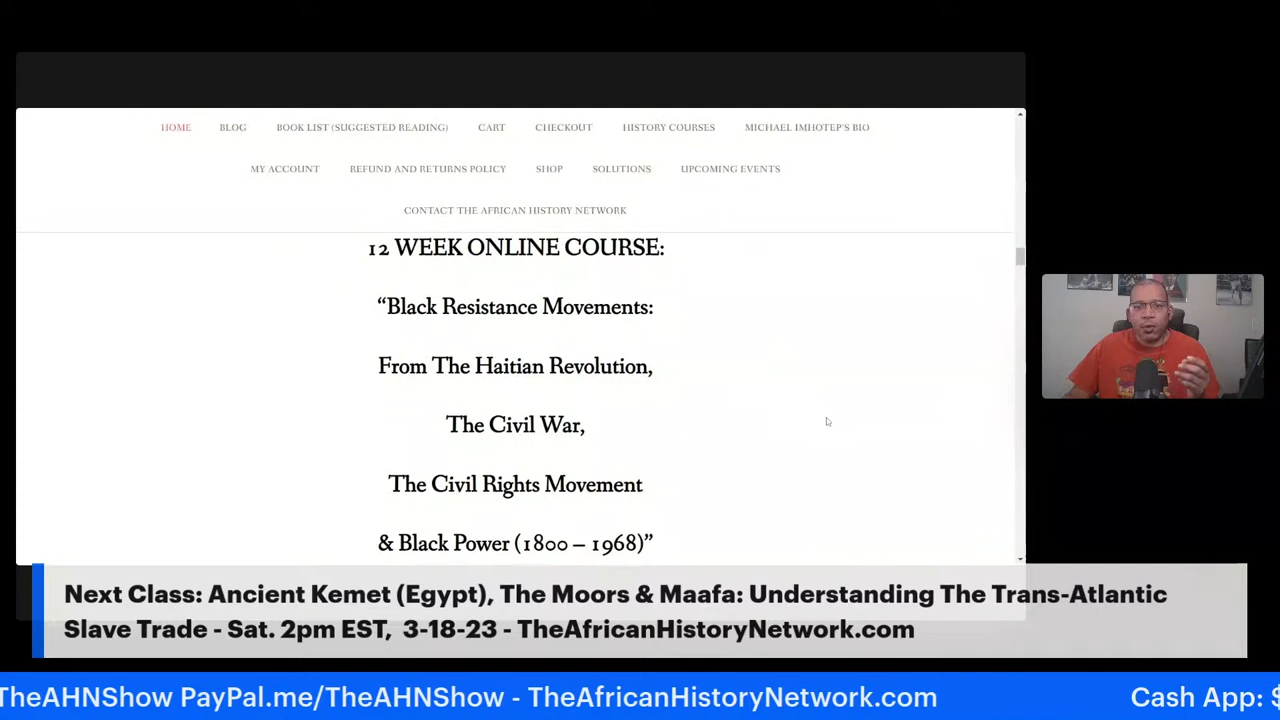 HOME BLOG BOOK LIST (SUGGESTED READING) CART CHECKOUT HISTORY COURSES MICHAEL IMHOTEP'S BIO
MY ACCOUNT REFUND AND RETURNS POLICY SHOP SOLUTIONS UPCOMING EVENTS
CONTACT THE AFRICAN HISTORY NETWORK
12 WEEK ONLINE COURSE:
“Black Resistance Movements:
From The Haitian Revolution,
The Civil War,
The Civil Rights Movement
& Black Power (1800 – 1968)”
Next Class: Ancient Kemet (Egypt), The Moors & Maafa: Understanding The Trans-Atlantic
Slave Trade - Sat. 2pm EST, 3-18-23 - TheAfricanHistoryNetwork.com
TheAHNShow PayPal.me/TheAHNShow - TheAfricanHistoryNetwork.com Cash App: $